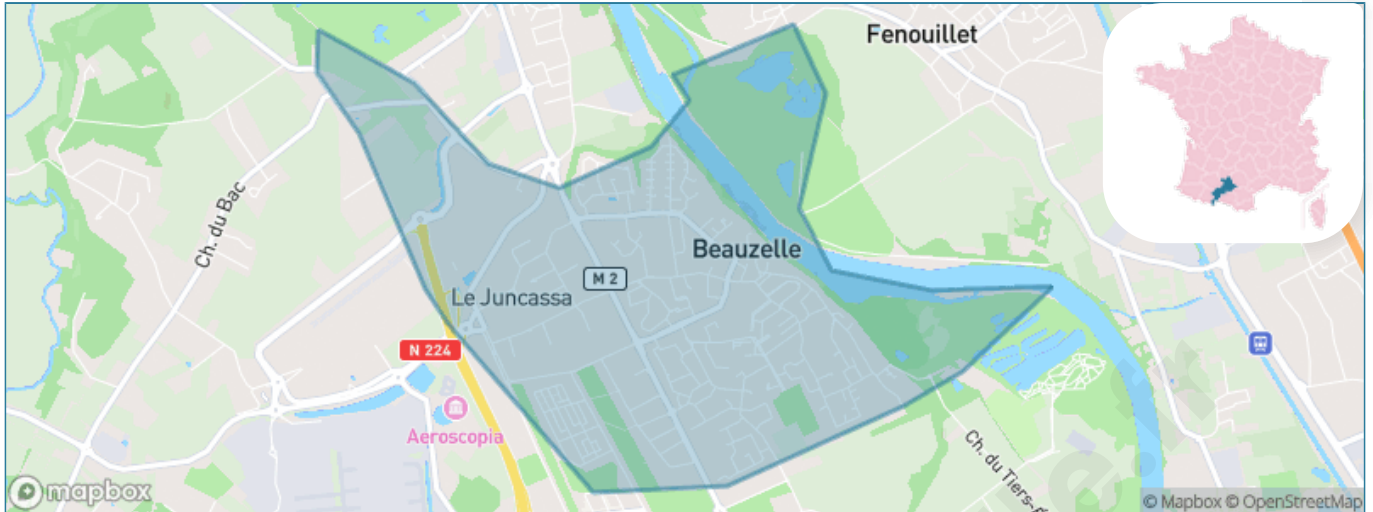 Fenouillet
Ch. du Bac
Beauzelle
M 2
Le Juncassa
N 224
Aeroscopia
Ch. du Tiers-
mapbox
© Mapbox © OpenStreetMap